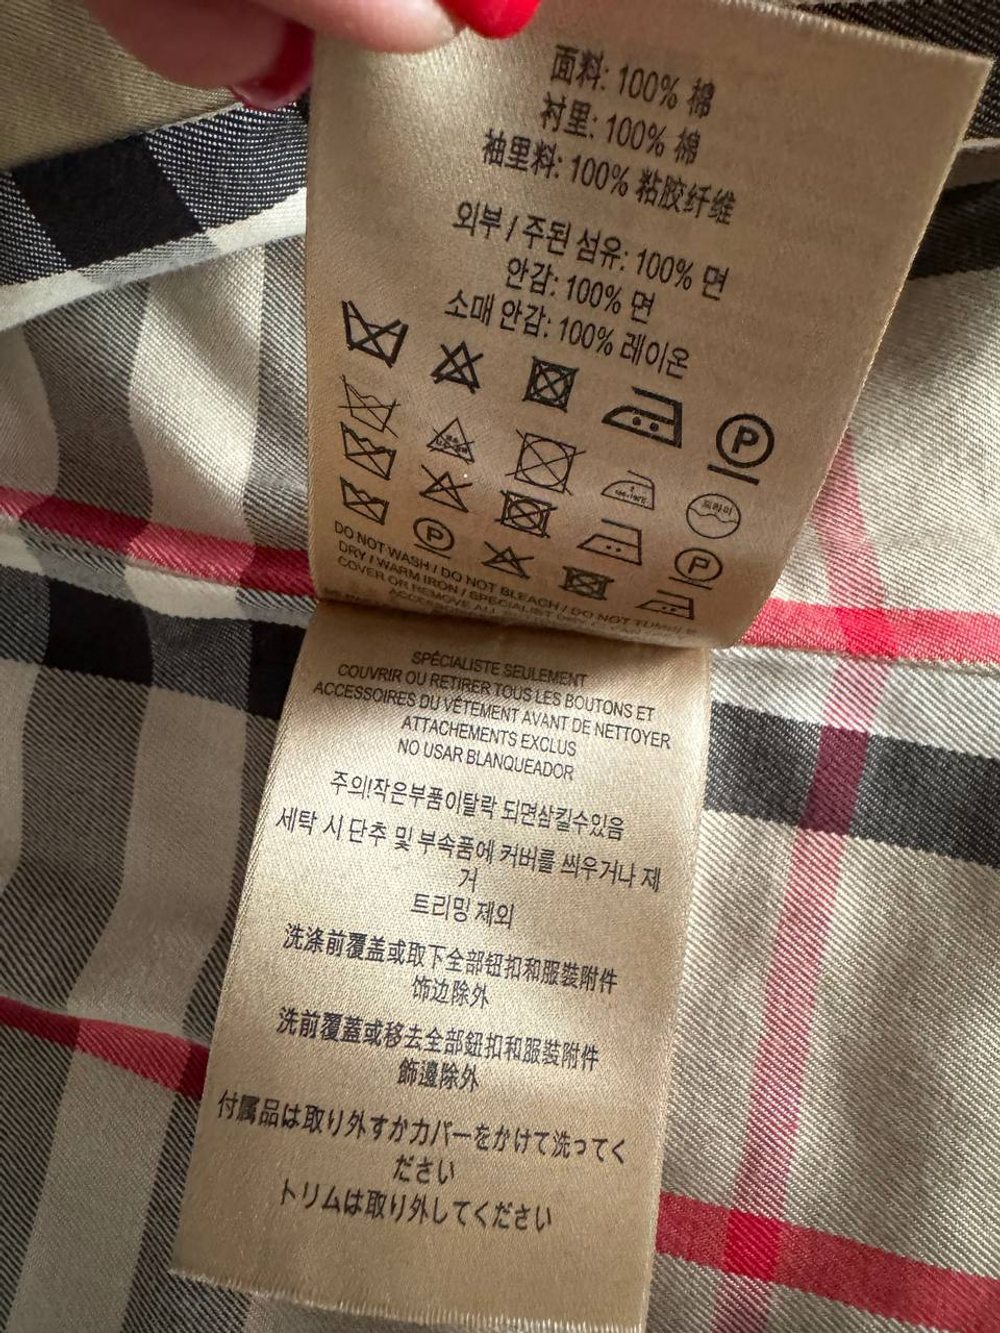 面料: 100% 棉
衬里: 100% 棉
袖里料: 100% 粘胶纤维
외부 / 주된 섬유: 100% 면
안감: 100% 면
소매 안감: 100% 레이온
P
드라이
P
P
DO NOT WASH / DO NOT BLEACH / DO NOT TUMBLE
DRY / WARM IRON / SPECIALIST DRY CLEAN
COVER OR REMOVE ALL
SPÉCIALISTE SEULEMENT
COUVRIR OU RETIRER TOUS LES BOUTONS ET
ACCESSOIRES DU VÊTEMENT AVANT DE NETTOYER
ATTACHEMENTS EXCLUS
NO USAR BLANQUEADOR
주의!작은부품이탈락 되면삼킬수있음
세탁 시 단추 및 부속품에 커버를 씌우거나 제
거
트리밍 제외
洗涤前覆盖或取下全部钮扣和服裝附件
饰边除外
洗前覆蓋或移去全部鈕扣和服裝附件
飾邊除外
付属品は取り外すかカバーをかけて洗ってく
ださい
トリムは取り外してください